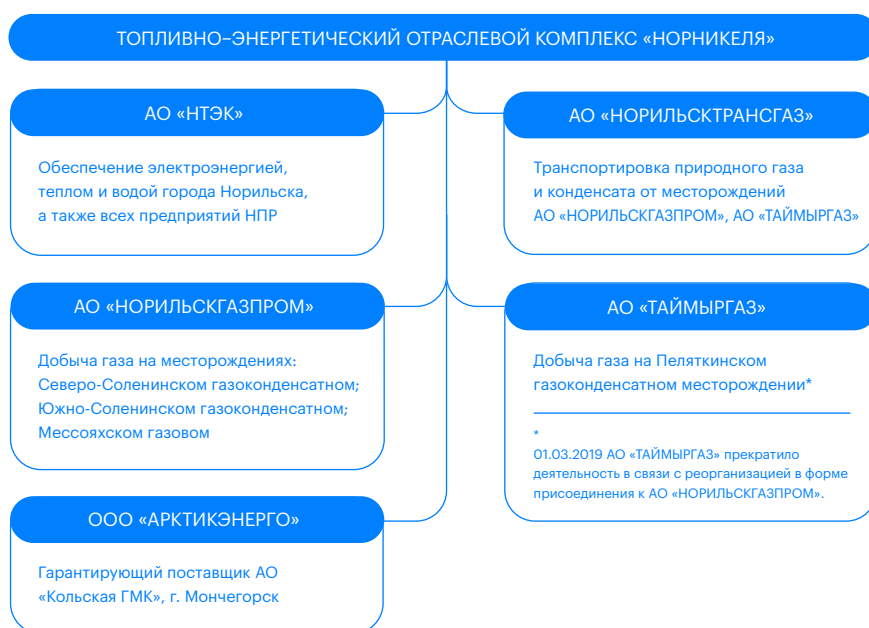 ТОПЛИВНО–ЭНЕРГЕТИЧЕСКИЙ ОТРАСЛЕВОЙ КОМПЛЕКС «НОРНИКЕЛЯ»
АО «НТЭК»
Обеспечение электроэнергией,
теплом и водой города Норильска,
а также всех предприятий НПР
АО «НОРИЛЬСКТРАНСГАЗ»
Транспортировка природного газа
и конденсата от месторождений
АО «НОРИЛЬСКГАЗПРОМ», АО «ТАЙМЫРГАЗ»
АО «НОРИЛЬСКГАЗПРОМ»
Добыча газа на месторождениях:
Северо-Соленинском газоконденсатном;
Южно-Соленинском газоконденсатном;
Мессояхском газовом
АО «ТАЙМЫРГАЗ»
Добыча газа на Пеляткинском
газоконденсатном месторождении*
*
01.03.2019 АО «ТАЙМЫРГАЗ» прекратило
деятельность в связи с реорганизацией в форме
присоединения к АО «НОРИЛЬСКГАЗПРОМ».
ООО «АРКТИКЭНЕРГО»
Гарантирующий поставщик АО
«Кольская ГМК», г. Мончегорск